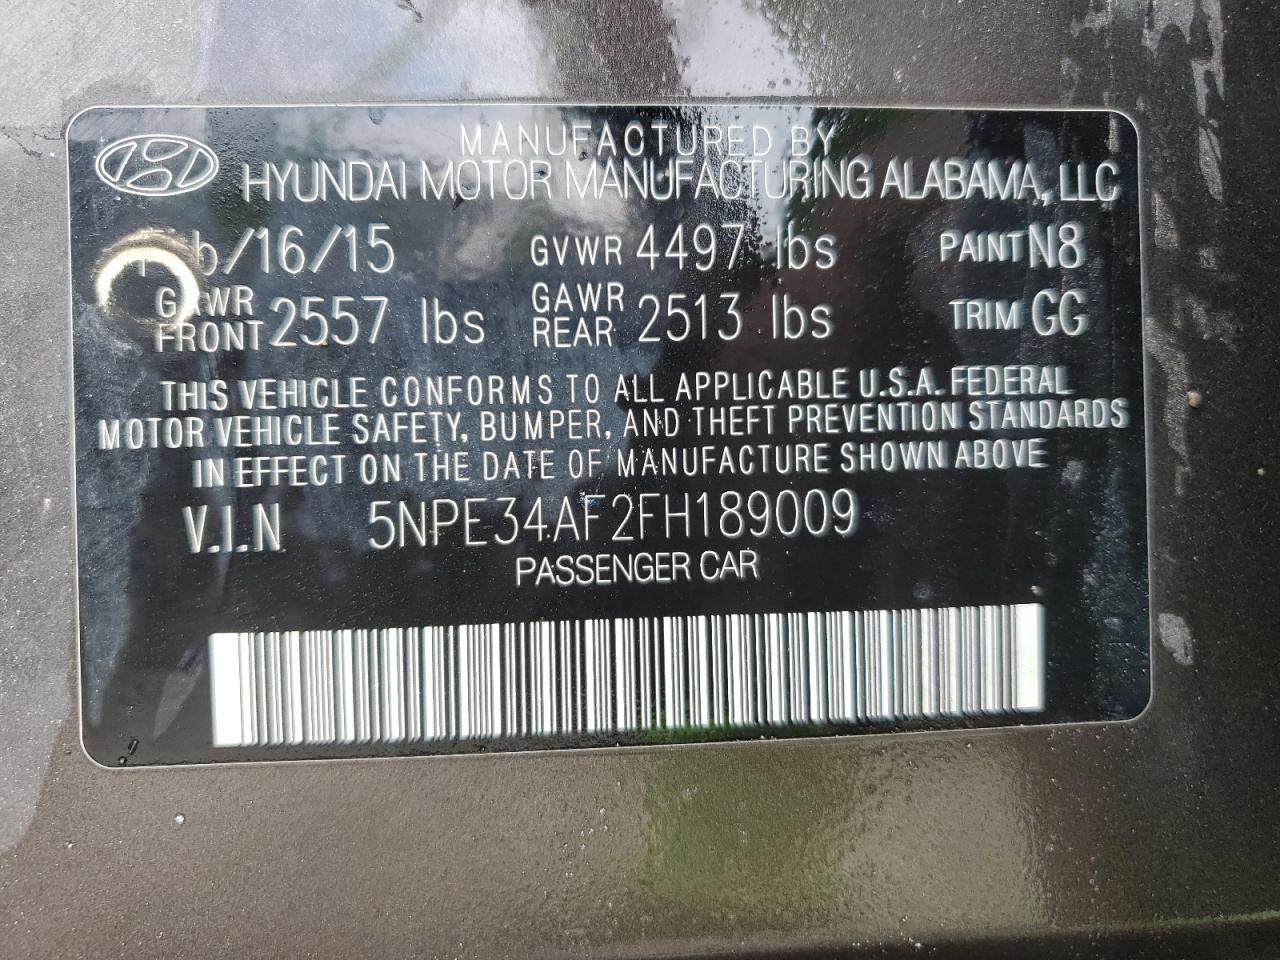 MANUFACTURED BY
HYUNDAI MOTOR MANUFACTURING ALABAMA, LLC
/16/15 GVWR 4497 lbs PAINT N8
GAWR FRONT 2557 lbs GAWR REAR 2513 lbs TRIM GG
THIS VEHICLE CONFORMS TO ALL APPLICABLE U.S.A. FEDERAL
MOTOR VEHICLE SAFETY, BUMPER, AND THEFT PREVENTION STANDARDS
IN EFFECT ON THE DATE OF MANUFACTURE SHOWN ABOVE
V.I.N 5NPE34AF2FH189009
PASSENGER CAR